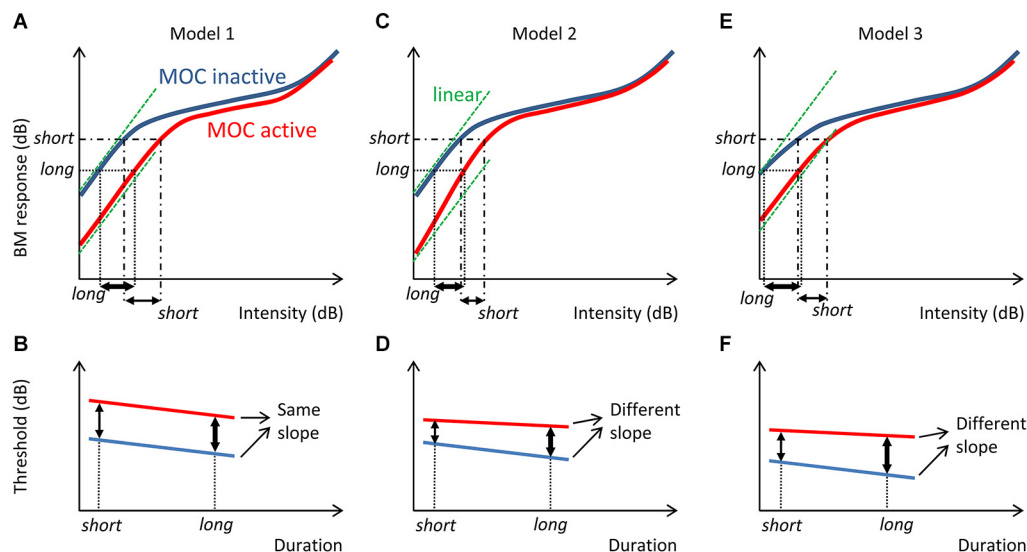 A
Model 1
MOC inactive
MOC active
short
long
BM response (dB)
long
short
Intensity (dB)
C
Model 2
linear
short
long
long
short
Intensity (dB)
E
Model 3
short
long
long
short
Intensity (dB)
B
Threshold (dB)
Same
slope
short
long
Duration
D
Different
slope
short
long
Duration
F
Different
slope
short
long
Duration